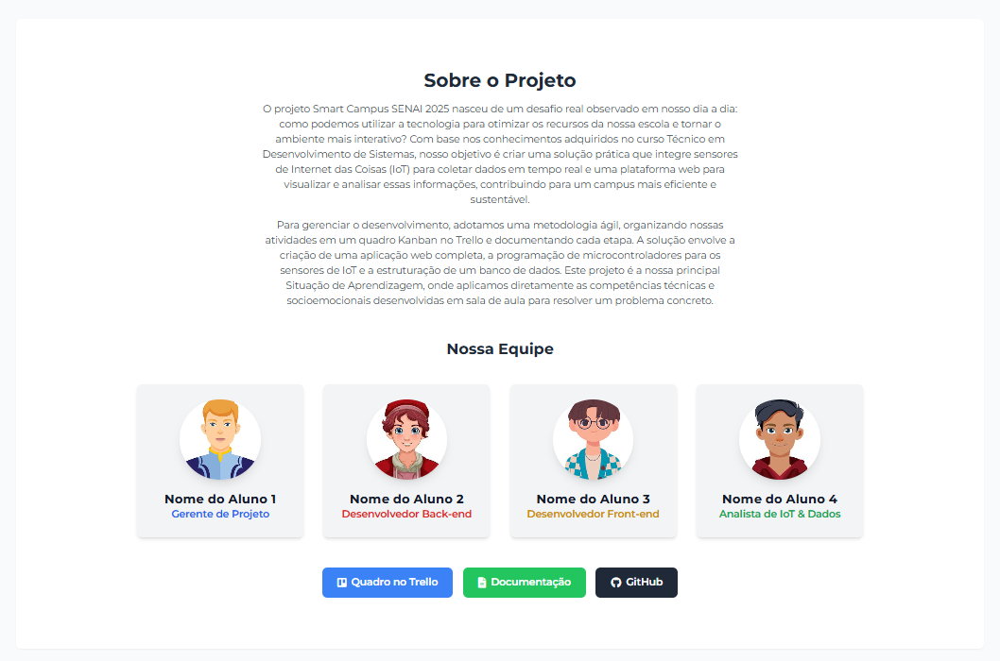 Sobre o Projeto
O projeto Smart Campus SENAI 2025 nasceu de um desafio real observado em nosso dia a dia:
como podemos utilizar a tecnologia para otimizar os recursos da nossa escola e tornar o
ambiente mais interativo? Com base nos conhecimentos adquiridos no curso Técnico em
Desenvolvimento de Sistemas, nosso objetivo é criar uma solução prática que integre sensores
de Internet das Coisas (IoT) para coletar dados em tempo real e uma plataforma web para
visualizar e analisar essas informações, contribuindo para um campus mais eficiente e
sustentável.
Para gerenciar o desenvolvimento, adotamos uma metodologia ágil, organizando nossas
atividades em um quadro Kanban no Trello e documentando cada etapa. A solução envolve a
criação de uma aplicação web completa, a programação de microcontroladores para os
sensores de IoT e a estruturação de um banco de dados. Este projeto é a nossa principal
Situação de Aprendizagem, onde aplicamos diretamente as competências técnicas e
socioemocionais desenvolvidas em sala de aula para resolver um problema concreto.
Nossa Equipe
Nome do Aluno 1
Gerente de Projeto
Nome do Aluno 2
Desenvolvedor Back-end
Nome do Aluno 3
Desenvolvedor Front-end
Nome do Aluno 4
Analista de IoT & Dados
Quadro no Trello
Documentação
GitHub